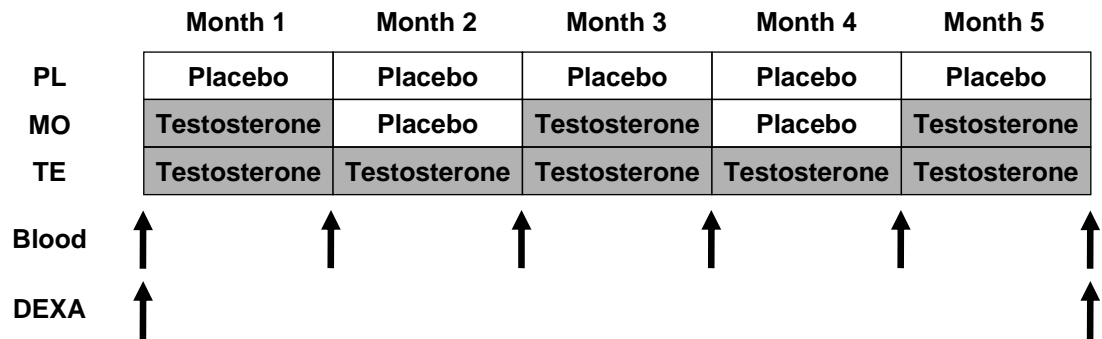 Month 1 Month 2 Month 3 Month 4 Month 5
PL Placebo Placebo Placebo Placebo Placebo
MO Testosterone Placebo Testosterone Placebo Testosterone
TE Testosterone Testosterone Testosterone Testosterone Testosterone
Blood
DEXA